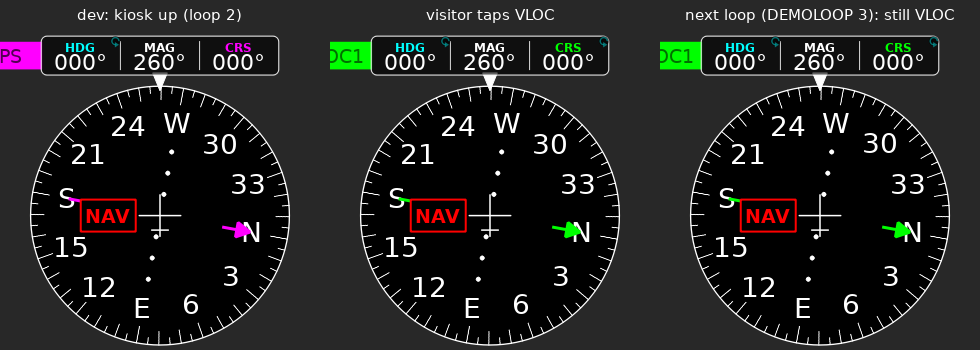 dev: kiosk up (loop 2)
PS
HDG MAG CRS
000° 260° 000°
24 W 30 33 N 3 6 E 12 15 S 21
NAV
visitor taps VLOC
OC1
HDG MAG CRS
000° 260° 000°
24 W 30 33 N 3 6 E 12 15 S 21
NAV
next loop (DEMOLOOP 3): still VLOC
OC1
HDG MAG CRS
000° 260° 000°
24 W 30 33 N 3 6 E 12 15 S 21
NAV